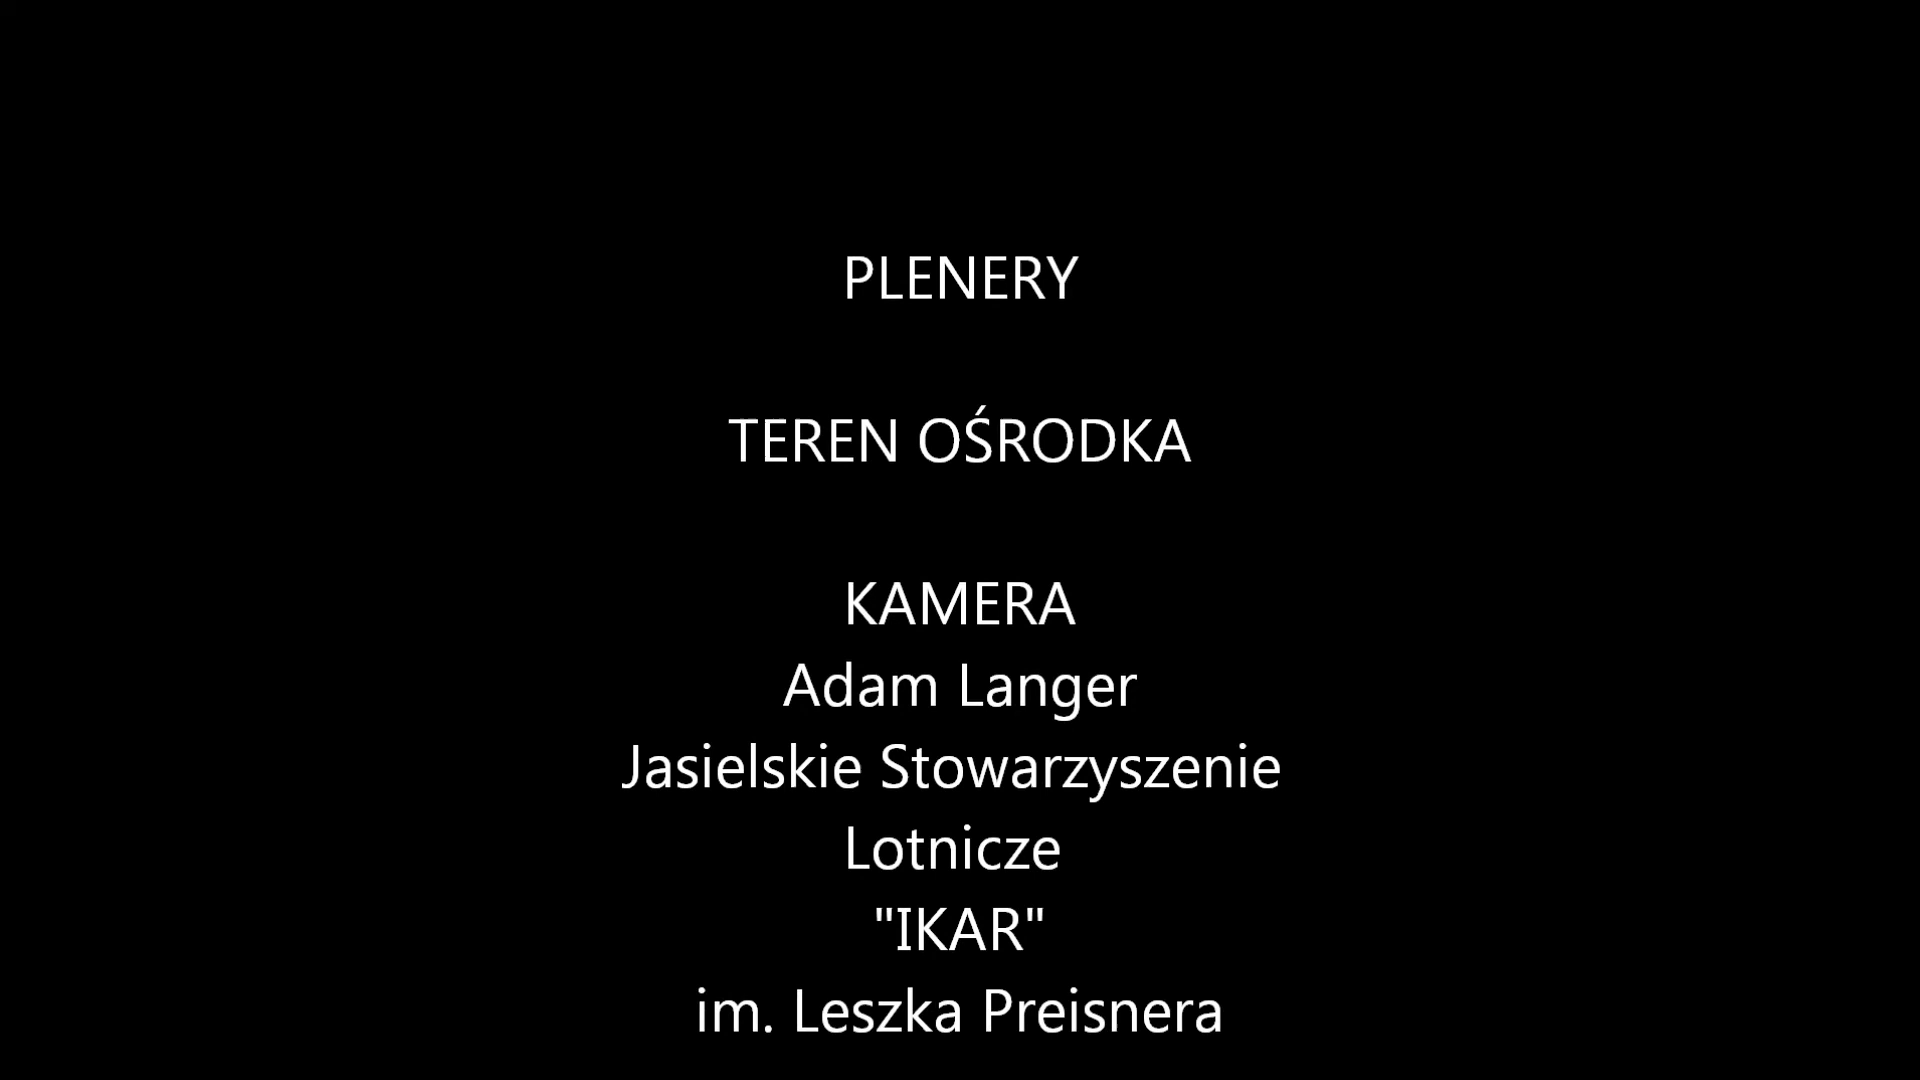 PLENERY
TEREN OŚRODKA
KAMERA
Adam Langer
Jasielskie Stowarzyszenie
Lotnicze
"IKAR"
im. Leszka Preisnera